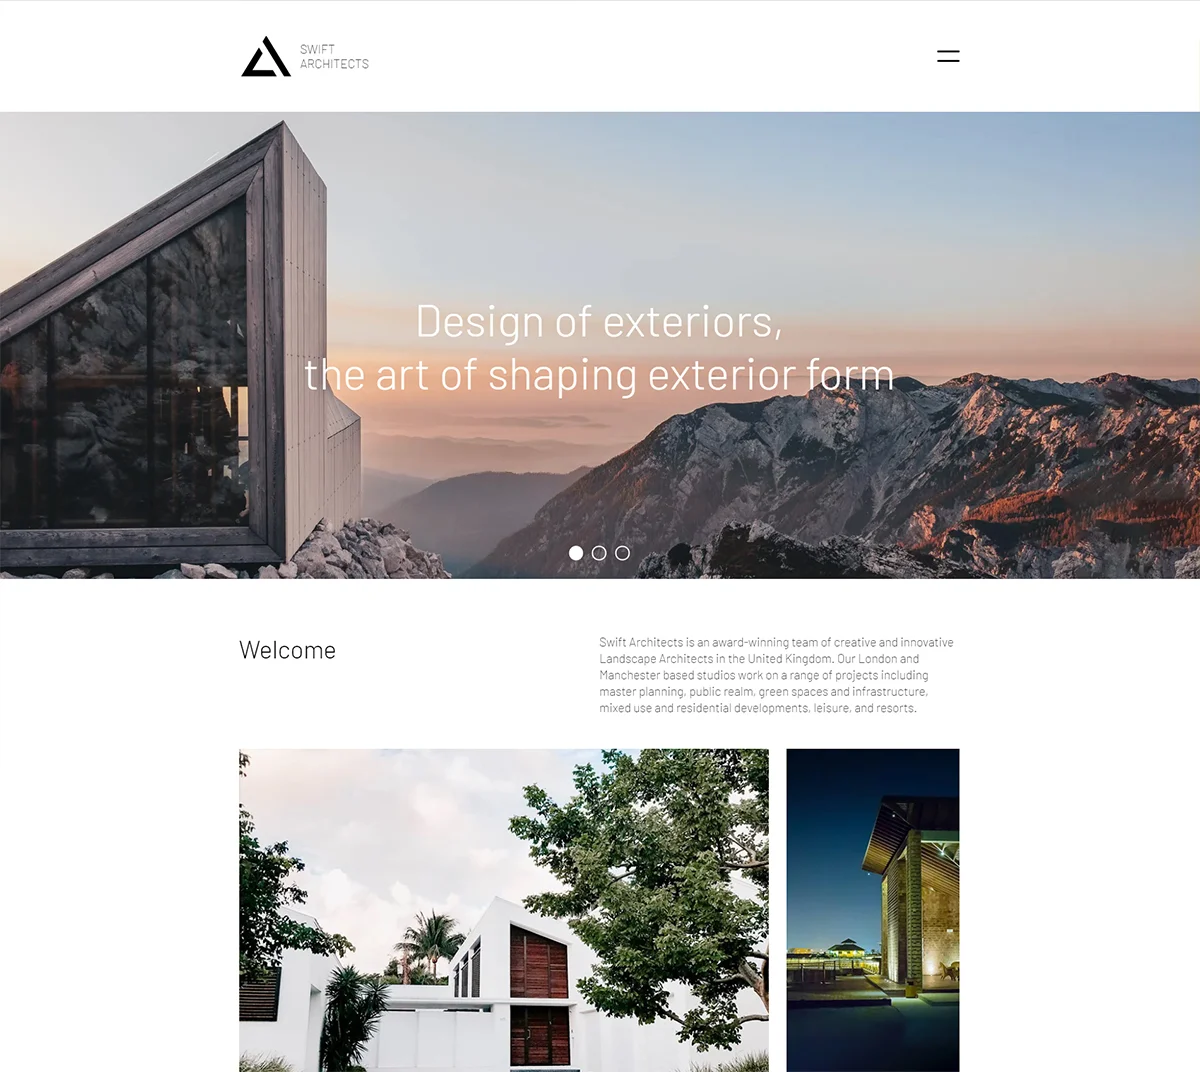 SWIFT
ARCHITECTS
Design of exteriors,
the art of shaping exterior form
Welcome
Swift Architects is an award-winning team of creative and innovative
Landscape Architects in the United Kingdom. Our London and
Manchester based studios work on a range of projects including
master planning, public realm, green spaces and infrastructure,
mixed use and residential developments, leisure, and resorts.